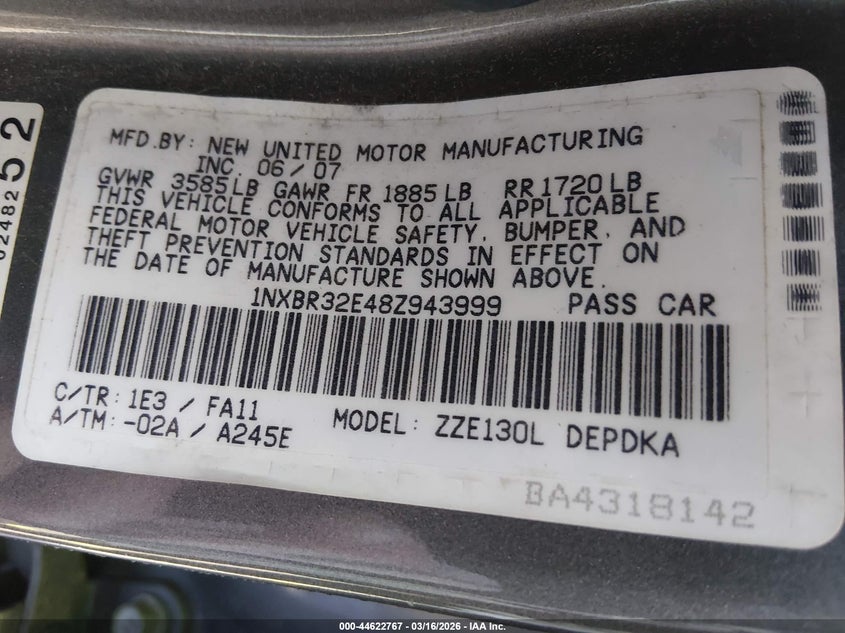 MFD.BY: NEW UNITED MOTOR MANUFACTURING
INC. 06/07
GVWR 3585LB GAWR FR 1885LB RR1720LB
THIS VEHICLE CONFORMS TO ALL APPLICABLE
FEDERAL MOTOR VEHICLE SAFETY, BUMPER, AND
THEFT PREVENTION STANDARDS IN EFFECT ON
THE DATE OF MANUFACTURE SHOWN ABOVE.
1NXBR32E48Z943999 PASS CAR
C/TR: 1E3 / FA11
A/TM: -02A / A245E
MODEL: ZZE130L DEPDKA
BA4318142
52
02482
000-44622767 — 03/16/2026 — IAA Inc.